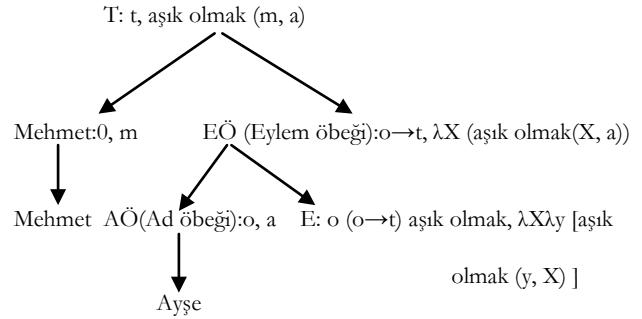 T: t, aşık olmak (m, a)
Mehmet:0, m EÖ (Eylem öbeği):o→t, λX (aşık olmak(X, a))
Mehmet AÖ(Ad öbeği):o, a E: o (o→t) aşık olmak, λXλy [aşık
olmak (y, X) ]
Ayşe